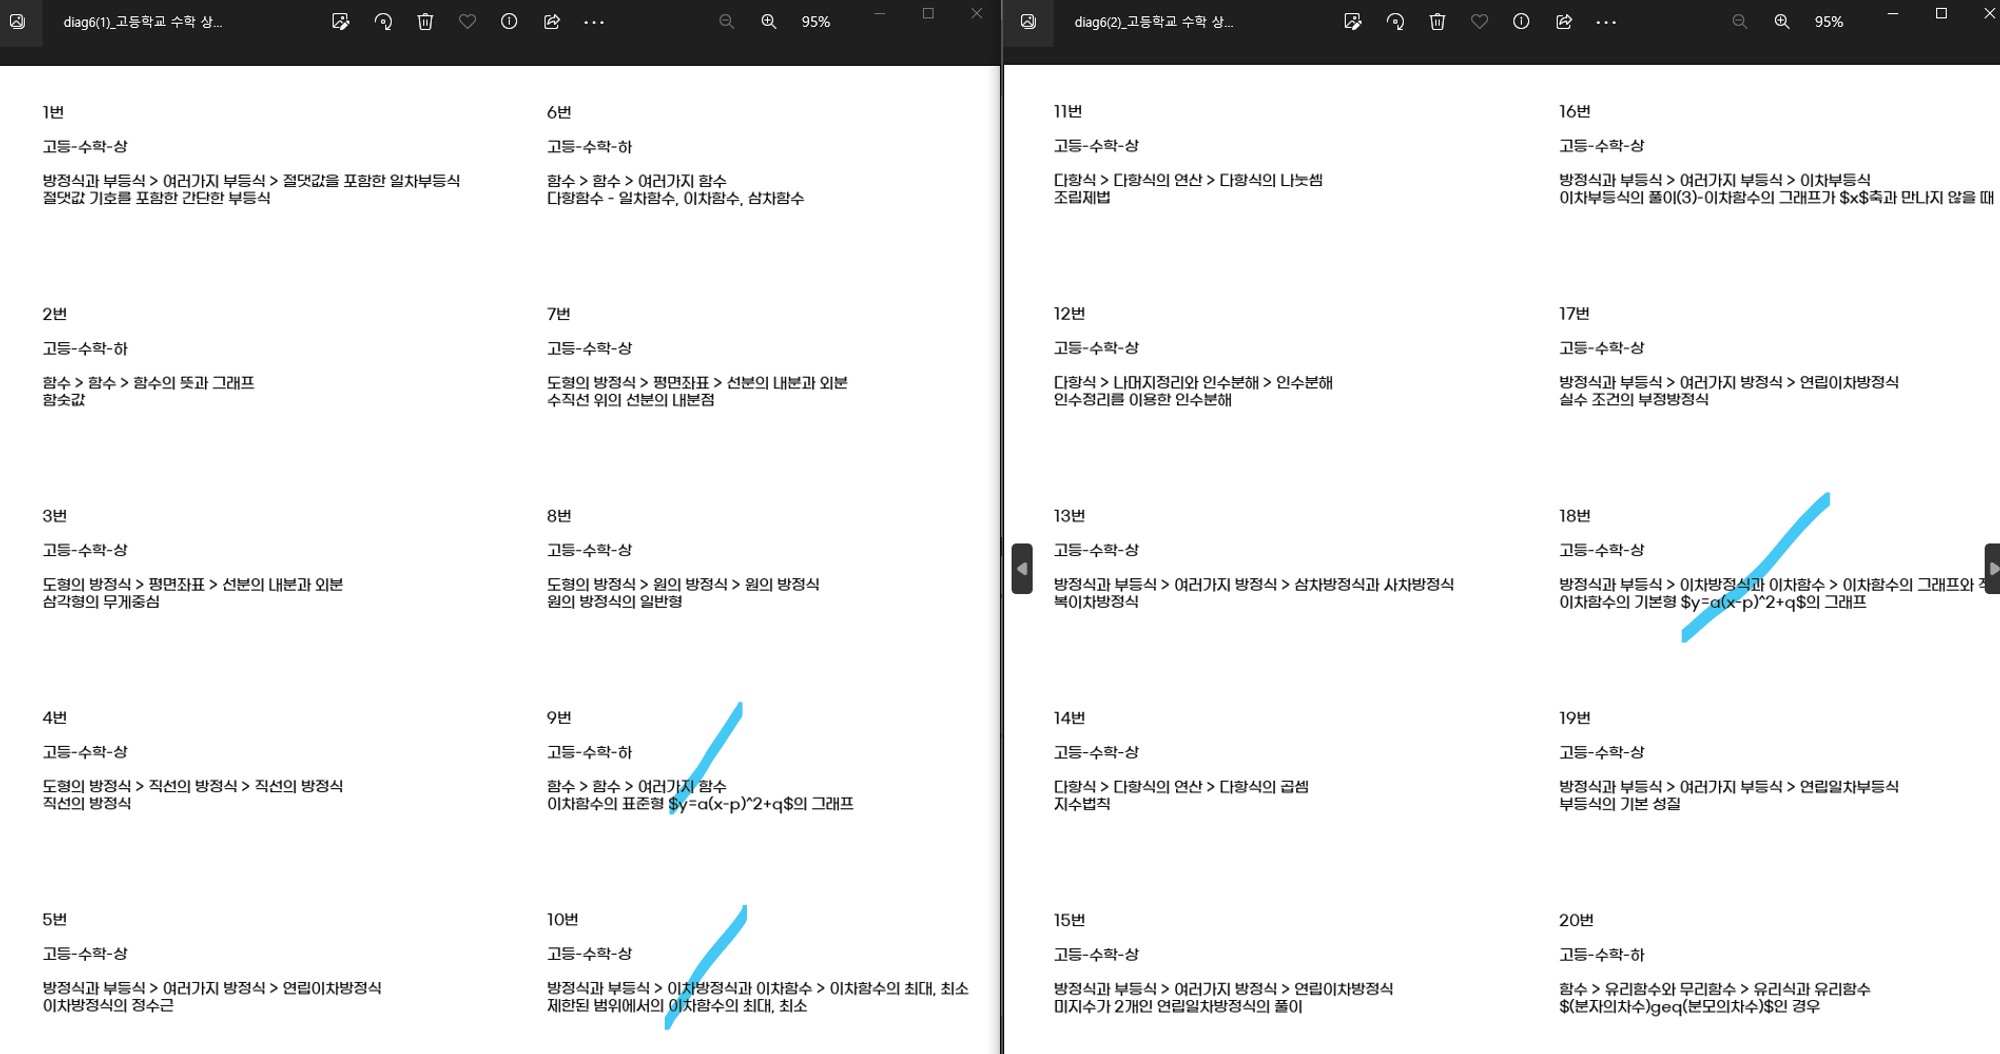 diag6(1)_고등학교 수학 상...
95%
1번
고등-수학-상
방정식과 부등식 > 여러가지 부등식 > 절댓값을 포함한 일차부등식
절댓값 기호를 포함한 간단한 부등식
2번
고등-수학-하
함수 > 함수 > 함수의 뜻과 그래프
함숫값
3번
고등-수학-상
도형의 방정식 > 평면좌표 > 선분의 내분과 외분
삼각형의 무게중심
4번
고등-수학-상
도형의 방정식 > 직선의 방정식 > 직선의 방정식
직선의 방정식
5번
고등-수학-상
방정식과 부등식 > 여러가지 방정식 > 연립이차방정식
이차방정식의 정수근
6번
고등-수학-하
함수 > 함수 > 여러가지 함수
다항함수 - 일차함수, 이차함수, 삼차함수
7번
고등-수학-상
도형의 방정식 > 평면좌표 > 선분의 내분과 외분
수직선 위의 선분의 내분점
8번
고등-수학-상
도형의 방정식 > 원의 방정식 > 원의 방정식
원의 방정식의 일반형
9번
고등-수학-하
함수 > 함수 > 여러가지 함수
이차함수의 표준형 $y=a(x-p)^2+q$의 그래프
10번
고등-수학-상
방정식과 부등식 > 이차방정식과 이차함수 > 이차함수의 최대, 최소
제한된 범위에서의 이차함수의 최대, 최소
diag6(2)_고등학교 수학 상...
95%
11번
고등-수학-상
다항식 > 다항식의 연산 > 다항식의 나눗셈
조립제법
12번
고등-수학-상
다항식 > 나머지정리와 인수분해 > 인수분해
인수정리를 이용한 인수분해
13번
고등-수학-상
방정식과 부등식 > 여러가지 방정식 > 삼차방정식과 사차방정식
복이차방정식
14번
고등-수학-상
다항식 > 다항식의 연산 > 다항식의 곱셈
지수법칙
15번
고등-수학-상
방정식과 부등식 > 여러가지 방정식 > 연립이차방정식
미지수가 2개인 연립일차방정식의 풀이
16번
고등-수학-상
방정식과 부등식 > 여러가지 부등식 > 이차부등식
이차부등식의 풀이(3)-이차함수의 그래프가 $x$축과 만나지 않을 때
17번
고등-수학-상
방정식과 부등식 > 여러가지 방정식 > 연립이차방정식
실수 조건의 부정방정식
18번
고등-수학-상
방정식과 부등식 > 이차방정식과 이차함수 > 이차함수의 그래프와
이차함수의 기본형 $y=a(x-p)^2+q$의 그래프
19번
고등-수학-상
방정식과 부등식 > 여러가지 부등식 > 연립일차부등식
부등식의 기본 성질
20번
고등-수학-하
함수 > 유리함수와 무리함수 > 유리식과 유리함수
$(분자의차수)geq(분모의차수)$인 경우